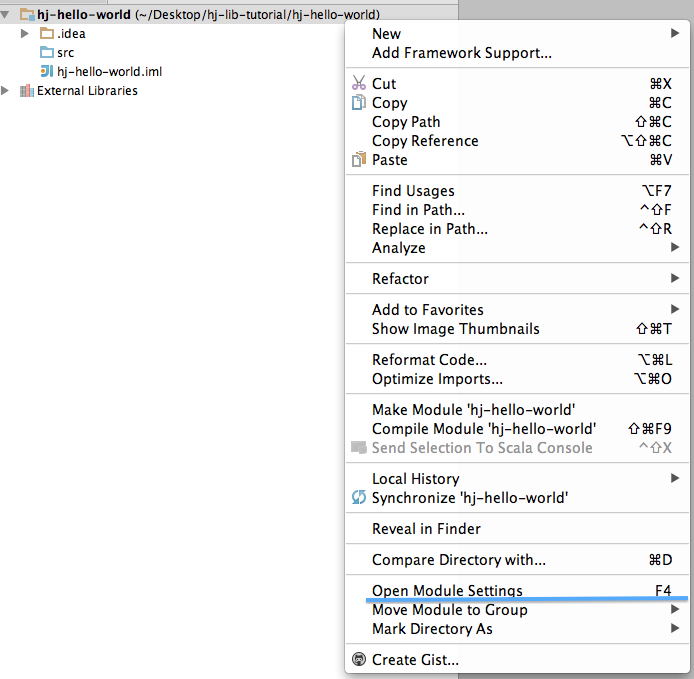 hj-hello-world (~/Desktop/hj-lib-tutorial/hj-hello-world)
.idea
src
hj-hello-world.iml
External Libraries
New
Add Framework Support...
Cut ⌘X
Copy ⌘C
Copy Path ⇧⌘C
Copy Reference ⌥⇧⌘C
Paste ⌘V
Find Usages ⌥F7
Find in Path... ^⇧F
Replace in Path... ^⇧R
Analyze
Refactor
Add to Favorites
Show Image Thumbnails ⇧⌘T
Reformat Code... ⌥⌘L
Optimize Imports... ⌥⌘O
Make Module 'hj-hello-world'
Compile Module 'hj-hello-world' ⇧⌘F9
Send Selection To Scala Console ^⇧X
Local History
Synchronize 'hj-hello-world'
Reveal in Finder
Compare Directory with... ⌘D
Open Module Settings F4
Move Module to Group
Mark Directory As
Create Gist...